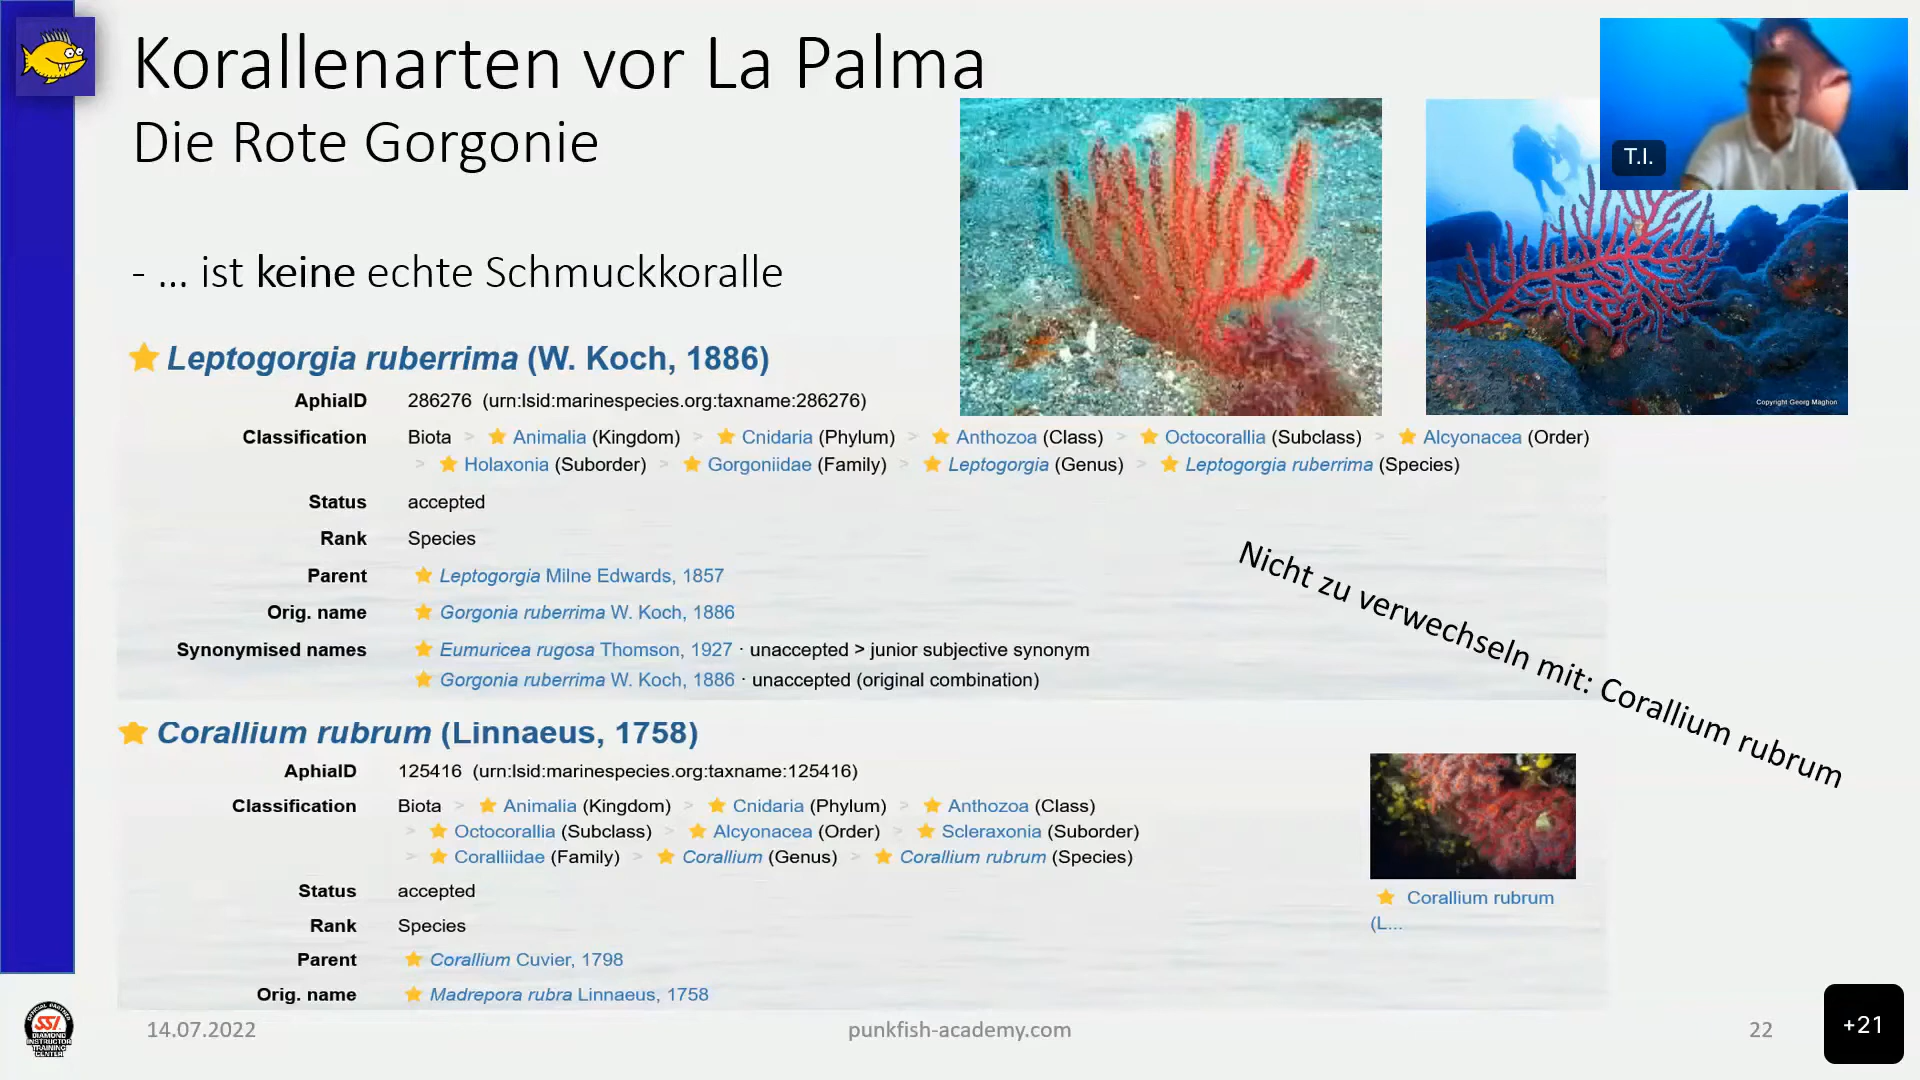 Korallenarten vor La Palma
Die Rote Gorgonie
T.I.
- ... ist keine echte Schmuckkoralle
Copyright Georg Maghon
Leptogorgia ruberrima (W. Koch, 1886)
AphiaID 286276 (urn:lsid:marinespecies.org:taxname:286276)
Classification Biota > Animalia (Kingdom) > Cnidaria (Phylum) > Anthozoa (Class) > Octocorallia (Subclass) > Alcyonacea (Order)
> Holaxonia (Suborder) > Gorgoniidae (Family) > Leptogorgia (Genus) > Leptogorgia ruberrima (Species)
Status accepted
Rank Species
Parent Leptogorgia Milne Edwards, 1857
Orig. name Gorgonia ruberrima W. Koch, 1886
Synonymised names Eumuricea rugosa Thomson, 1927 · unaccepted > junior subjective synonym
Gorgonia ruberrima W. Koch, 1886 · unaccepted (original combination)
Nicht zu verwechseln mit: Corallium rubrum
Corallium rubrum (Linnaeus, 1758)
AphiaID 125416 (urn:lsid:marinespecies.org:taxname:125416)
Classification Biota > Animalia (Kingdom) > Cnidaria (Phylum) > Anthozoa (Class)
> Octocorallia (Subclass) > Alcyonacea (Order) > Scleraxonia (Suborder)
> Coralliidae (Family) > Corallium (Genus) > Corallium rubrum (Species)
Status accepted
Rank Species
Parent Corallium Cuvier, 1798
Orig. name Madrepora rubra Linnaeus, 1758
Corallium rubrum
(L...
SSI
DIAMOND
INSTRUCTOR
TRAINING
CENTER
14.07.2022
punkfish-academy.com
22
+21